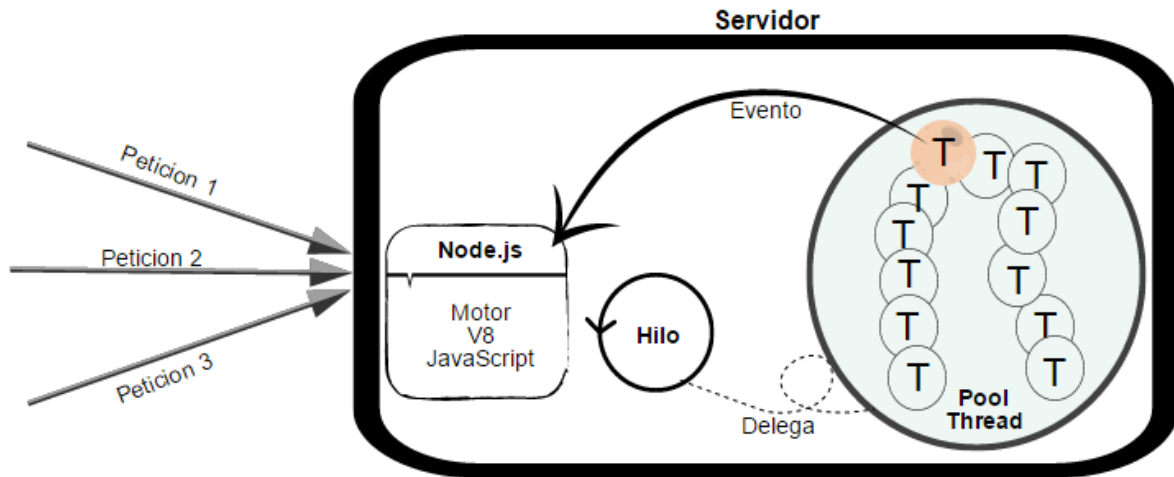 Servidor
Evento
Peticion 1
Peticion 2
Peticion 3
Node.js
Motor
V8
JavaScript
Hilo
Delega
T
T
T
T
T
T
T
T
T
T
T
T
Pool
Thread